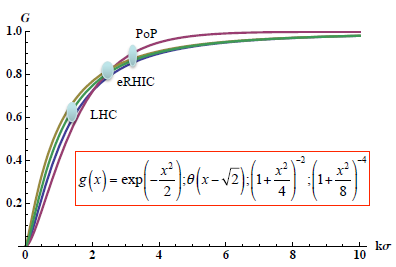 G
1.0
PoP
0.8
eRHIC
0.6
LHC
0.4
g(x) = exp(-x²/2); θ(x-√2); (1+x²/4)⁻²; (1+x²/8)⁻⁴
0.2
0 2 4 6 8 10 kσ